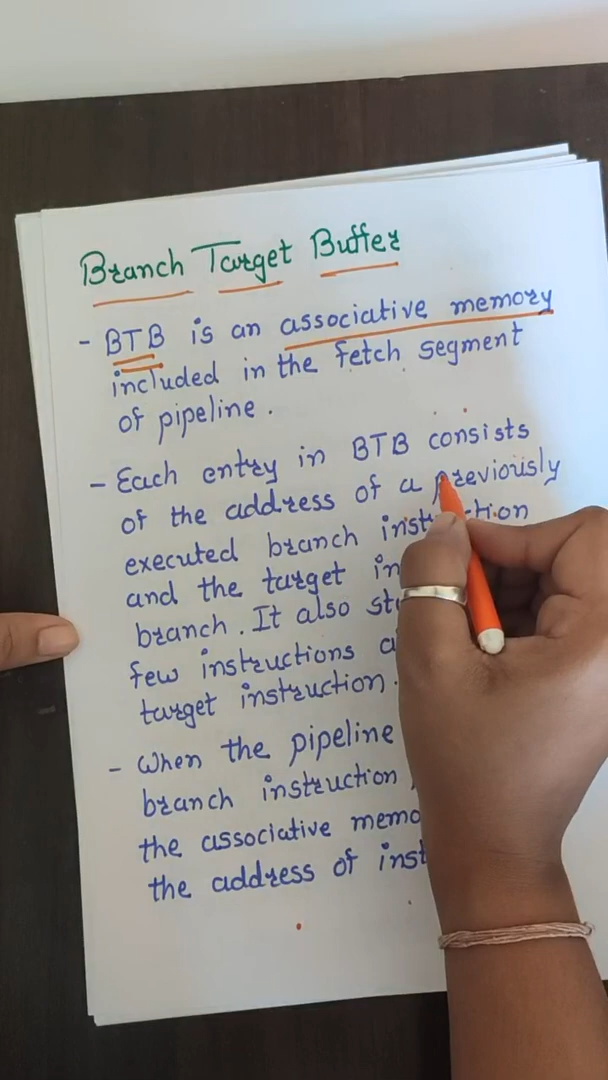 Branch Target Buffer
- BTB is an associative memory
included in the fetch segment
of pipeline.
- Each entry in BTB consists
of the address of a previously
executed branch
and the target
branch. It also
few instructions
target instruction.
- When the pipeline
branch instruction
the associative
the address of